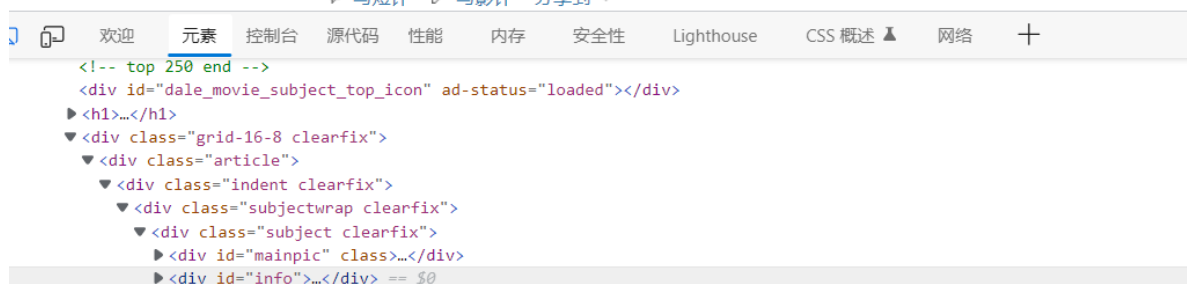 欢迎 元素 控制台 源代码 性能 内存 安全性 Lighthouse CSS 概述 网络
<!-- top 250 end -->
<div id="dale_movie_subject_top_icon" ad-status="loaded"></div>
<h1>…</h1>
<div class="grid-16-8 clearfix">
<div class="article">
<div class="indent clearfix">
<div class="subjectwrap clearfix">
<div class="subject clearfix">
<div id="mainpic" class>…</div>
<div id="info">…</div> == $0